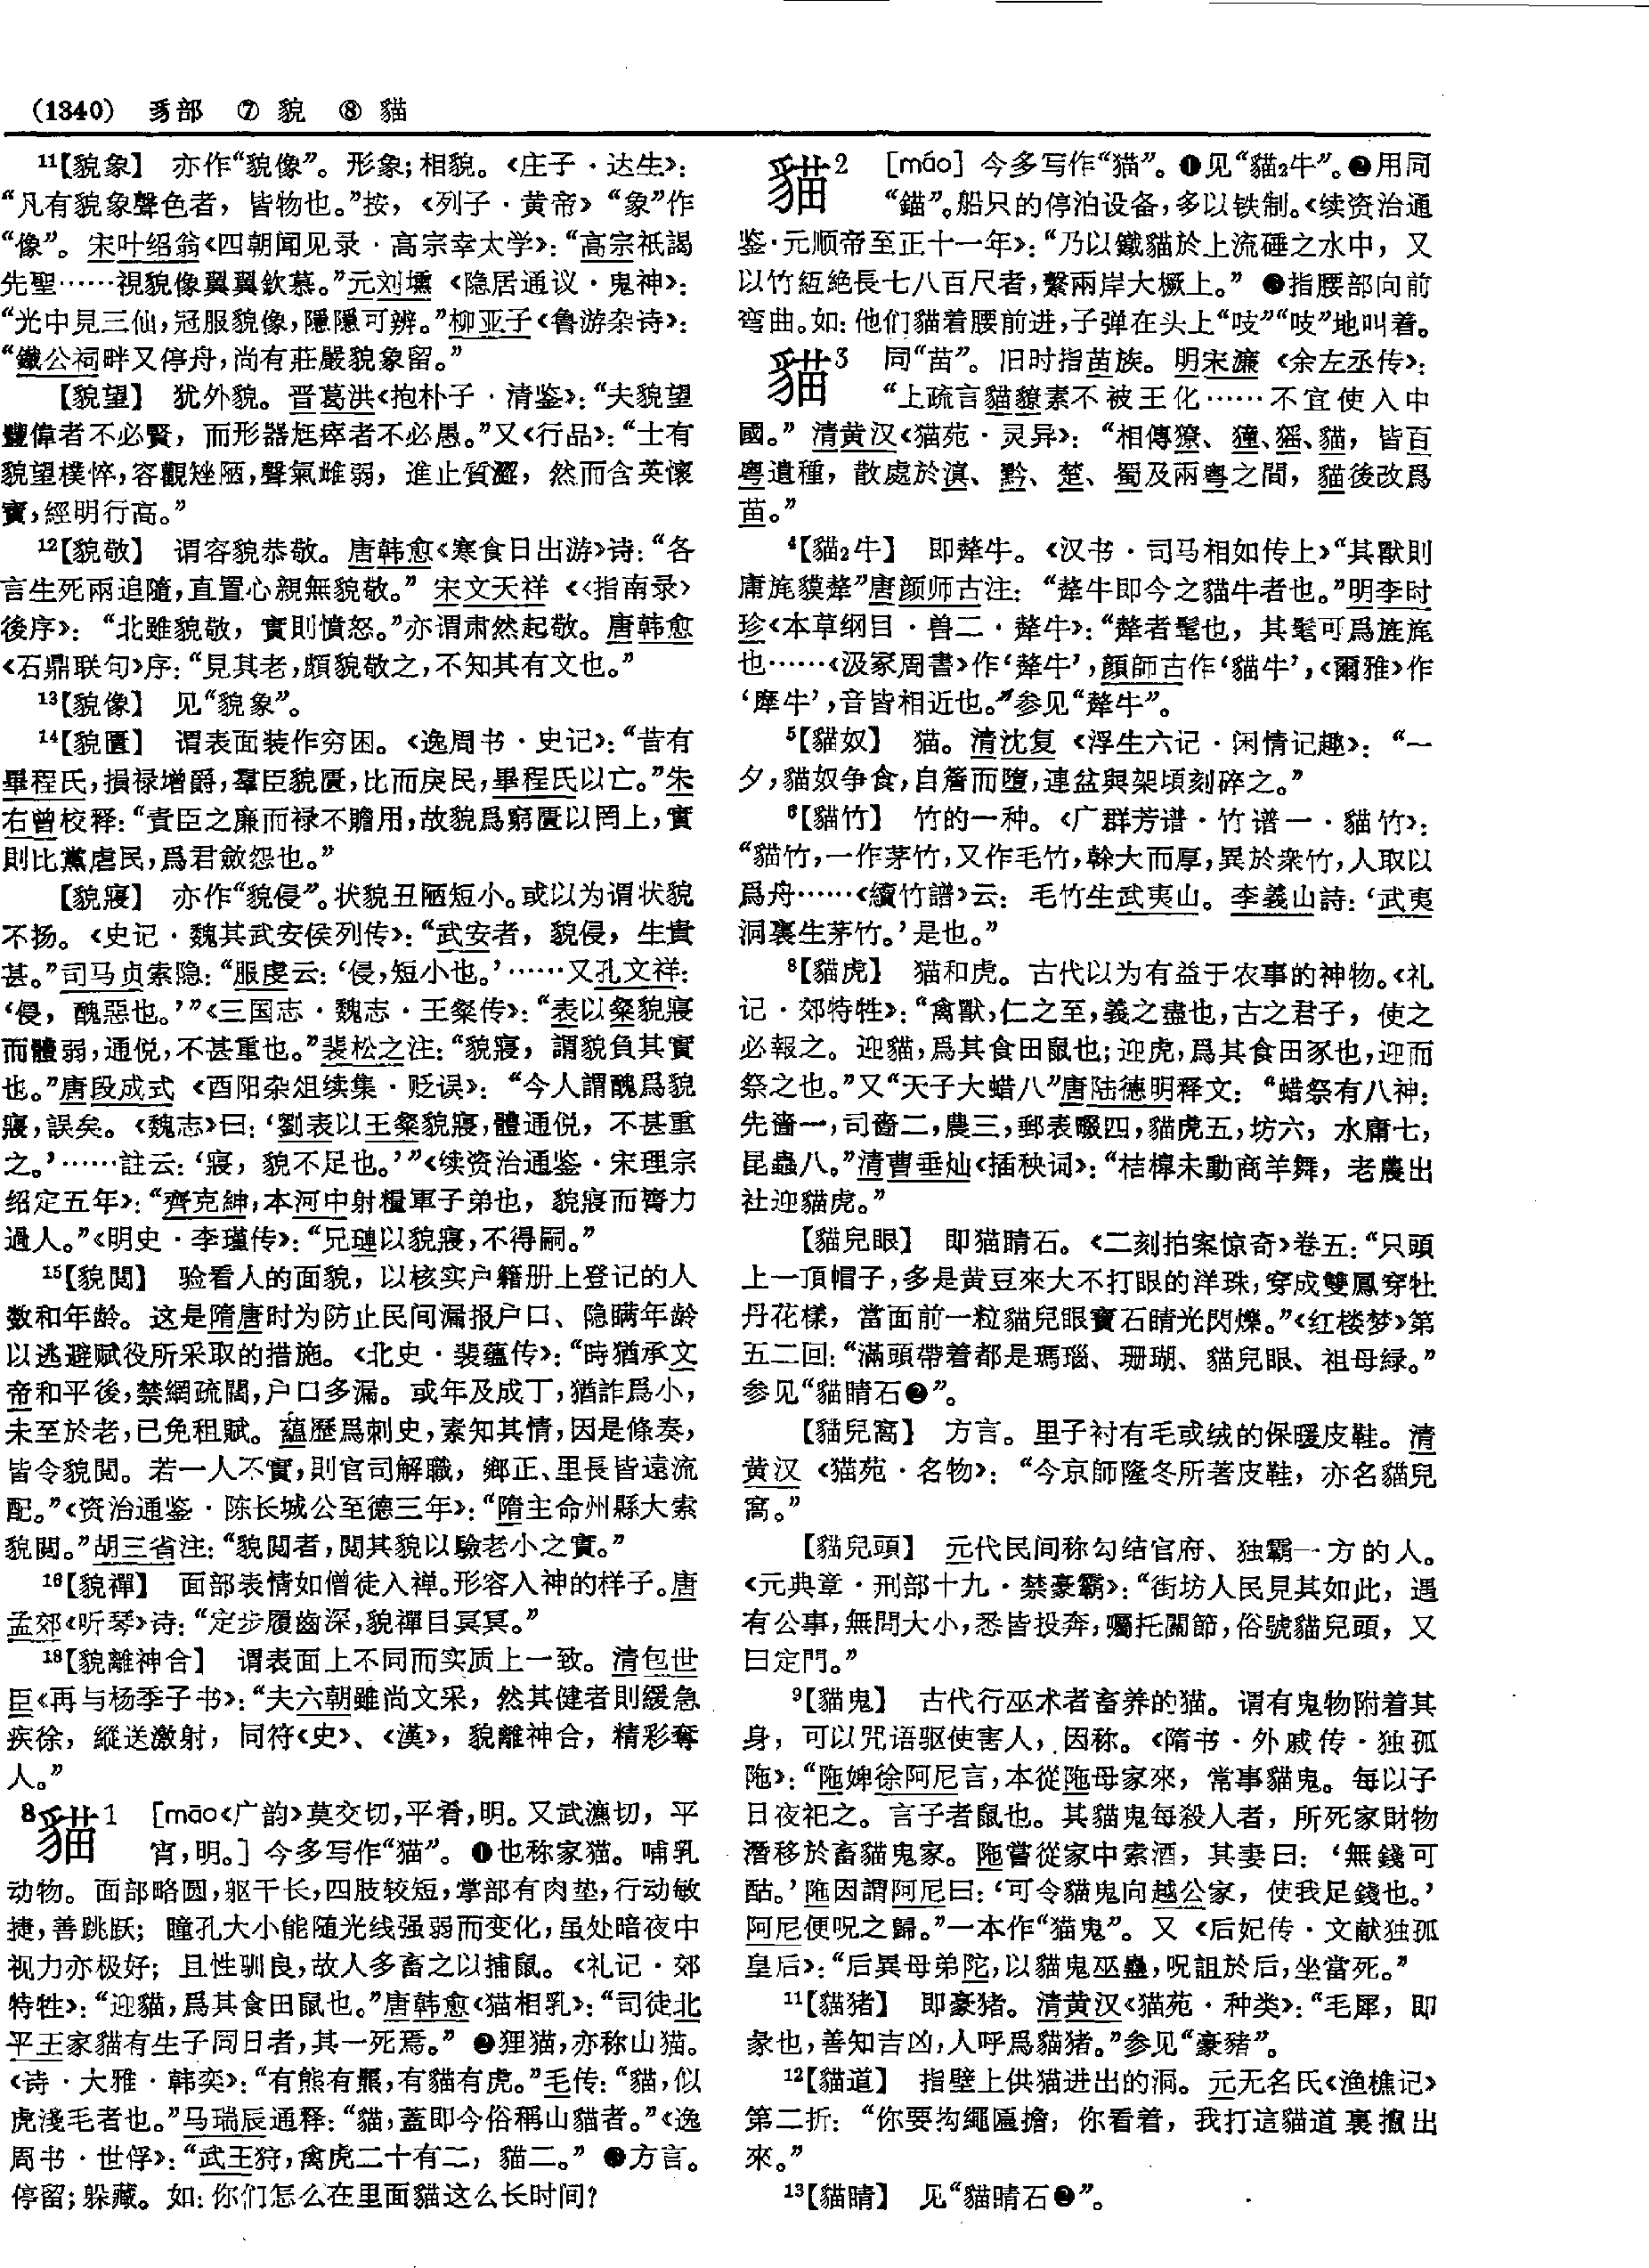 (1340) 豸部 ⑦ 貌 ⑧ 貓
11【貌象】 亦作“貌像”。形象；相貌。《庄子·达生》：
“凡有貌象聲色者，皆物也。”按，《列子·黄帝》“象”作
“像”。宋叶绍翁《四朝闻见录·高宗幸太学》：“高宗祇謁
先聖……視貌像翼翼欽慕。”元刘壎《隐居通议·鬼神》：
“光中見三仙，冠服貌像，隱隱可辨。”柳亚子《鲁游杂诗》：
“鐵公祠畔又停舟，尚有莊嚴貌象留。”
【貌望】 犹外貌。晋葛洪《抱朴子·清鉴》：“夫貌望
豐偉者不必賢，而形器尫瘁者不必愚。”又《行品》：“士有
貌望樸悴，容觀矬陋，聲氣雌弱，進止質澀，然而含英懷
寶，經明行高。”
12【貌敬】 谓容貌恭敬。唐韩愈《寒食日出游》诗：“各
言生死兩追隨，直置心親無貌敬。”宋文天祥《〈指南录〉
後序》：“北雖貌敬，實則憤怒。”亦谓肃然起敬。唐韩愈
《石鼎联句》序：“見其老，頗貌敬之，不知其有文也。”
13【貌像】 见“貌象”。
14【貌匱】 谓表面装作穷困。《逸周书·史记》：“昔有
畢程氏，損禄增爵，羣臣貌匱，比而戾民，畢程氏以亡。”朱
右曾校释：“責臣之廉而禄不贍用，故貌爲窮匱以罔上，實
則比黨虐民，爲君斂怨也。”
【貌寢】 亦作“貌侵”。状貌丑陋短小。或以为谓状貌
不扬。《史记·魏其武安侯列传》：“武安者，貌侵，生貴
甚。”司马贞索隐：“服虔云：‘侵，短小也。’……又孔文祥：
‘侵，醜惡也。’”《三国志·魏志·王粲传》：“表以粲貌寢
而體弱，通侻，不甚重也。”裴松之注：“貌寢，謂貌負其實
也。”唐段成式《酉阳杂俎续集·贬误》：“今人謂醜爲貌
寢，誤矣。《魏志》曰：‘劉表以王粲貌寢，體通侻，不甚重
之。’……註云：‘寢，貌不足也。’”《续资治通鉴·宋理宗
绍定五年》：“齊克紳，本河中射糧軍子弟也，貌寢而膂力
過人。”《明史·李瑾传》：“兄璉以貌寢，不得嗣。”
15【貌閲】 验看人的面貌，以核实户籍册上登记的人
数和年龄。这是隋唐时为防止民间漏报户口、隐瞒年龄
以逃避赋役所采取的措施。《北史·裴蕴传》：“時猶承文
帝和平後，禁網疏闊，户口多漏。或年及成丁，猶詐爲小，
未至於老，已免租賦。藴歷爲刺史，素知其情，因是條奏，
皆令貌閲。若一人不實，則官司解職，鄉正、里長皆遠流
配。”《资治通鉴·陈长城公至德三年》：“隋主命州縣大索
貌閲。”胡三省注：“貌閲者，閲其貌以驗老小之實。”
16【貌禪】 面部表情如僧徒入禅。形容入神的样子。唐
孟郊《听琴》诗：“定步履齒深，貌禪目冥冥。”
18【貌離神合】 谓表面上不同而实质上一致。清包世
臣《再与杨季子书》：“夫六朝雖尚文采，然其健者則緩急
疾徐，縱送激射，同符《史》、《漢》，貌離神合，精彩奪
人。”
8貓1 [māo《广韵》莫交切，平肴，明。又武瀌切，平
宵，明。]今多写作“猫”。❶也称家猫。哺乳
动物。面部略圆，躯干长，四肢较短，掌部有肉垫，行动敏
捷，善跳跃；瞳孔大小能随光线强弱而变化，虽处暗夜中
视力亦极好；且性驯良，故人多畜之以捕鼠。《礼记·郊
特牲》：“迎貓，爲其食田鼠也。”唐韩愈《猫相乳》：“司徒北
平王家貓有生子同日者，其一死焉。”❷狸猫，亦称山猫。
《诗·大雅·韩奕》：“有熊有羆，有貓有虎。”毛传：“貓，似
虎淺毛者也。”马瑞辰通释：“貓，蓋即今俗稱山貓者。”《逸
周书·世俘》：“武王狩，禽虎二十有二，貓二。”❸方言。
停留；躲藏。如：你们怎么在里面貓这么长时间？
貓2 [máo]今多写作“猫”。❶见“貓2牛”。❷用同
“錨”。船只的停泊设备，多以铁制。《续资治通
鉴·元顺帝至正十一年》：“乃以鐵貓於上流硾之水中，又
以竹絙絶長七八百尺者，繫兩岸大橛上。”❸指腰部向前
弯曲。如：他们貓着腰前进，子弹在头上“吱”“吱”地叫着。
貓3 同“苗”。旧时指苗族。明宋濂《余左丞传》：
“上疏言貓獠素不被王化……不宜使入中
國。”清黄汉《猫苑·灵异》：“相傳獠、獞、猺、貓，皆百
粤遺種，散處於滇、黔、楚、蜀及兩粤之間，貓後改爲
苗。”
4【貓2牛】 即犛牛。《汉书·司马相如传上》“其獸則
庸旄貘犛”唐颜师古注：“犛牛即今之貓牛者也。”明李时
珍《本草纲目·兽二·犛牛》：“犛者髦也，其髦可爲旌旄
也……《汲冢周書》作‘犛牛’，顔師古作‘貓牛’，《爾雅》作
‘犘牛’，音皆相近也。”参见“犛牛”。
5【貓奴】 猫。清沈复《浮生六记·闲情记趣》：“一
夕，貓奴争食，自簷而墮，連盆與架頃刻碎之。”
6【貓竹】 竹的一种。《广群芳谱·竹谱一·貓竹》：
“貓竹，一作茅竹，又作毛竹，幹大而厚，異於衆竹，人取以
爲舟……《續竹譜》云：毛竹生武夷山。李義山詩：‘武夷
洞裏生茅竹。’是也。”
8【貓虎】 猫和虎。古代以为有益于农事的神物。《礼
记·郊特牲》：“禽獸，仁之至，義之盡也，古之君子，使之
必報之。迎貓，爲其食田鼠也；迎虎，爲其食田豕也，迎而
祭之也。”又“天子大蜡八”唐陆德明释文：“蜡祭有八神：
先嗇一，司嗇二，農三，郵表畷四，貓虎五，坊六，水庸七，
昆蟲八。”清曹垂灿《插秧词》：“桔槔未動商羊舞，老農出
社迎貓虎。”
【貓兒眼】 即猫睛石。《二刻拍案惊奇》卷五：“只頭
上一頂帽子，多是黄豆來大不打眼的洋珠，穿成雙鳳穿牡
丹花樣，當面前一粒貓兒眼寶石睛光閃爍。”《红楼梦》第
五二回：“滿頭帶着都是瑪瑙、珊瑚、貓兒眼、祖母緑。”
参见“貓睛石❷”。
【貓兒窩】 方言。里子衬有毛或绒的保暖皮鞋。清
黄汉《猫苑·名物》：“今京師隆冬所著皮鞋，亦名貓兒
窩。”
【貓兒頭】 元代民间称勾结官府、独霸一方的人。
《元典章·刑部十九·禁豪霸》：“街坊人民見其如此，遇
有公事，無問大小，悉皆投奔，囑托關節，俗號貓兒頭，又
曰定門。”
9【貓鬼】 古代行巫术者畜养的猫。谓有鬼物附着其
身，可以咒语驱使害人，因称。《隋书·外戚传·独孤
陁》：“陁婢徐阿尼言，本從陁母家來，常事貓鬼。每以子
日夜祀之。言子者鼠也。其貓鬼每殺人者，所死家財物
潛移於畜貓鬼家。陁嘗從家中索酒，其妻曰：‘無錢可
酤。’陁因謂阿尼曰：‘可令貓鬼向越公家，使我足錢也。’
阿尼便呪之歸。”一本作“猫鬼”。又《后妃传·文献独孤
皇后》：“后異母弟陀，以貓鬼巫蠱，呪詛於后，坐當死。”
11【貓猪】 即豪猪。清黄汉《猫苑·种类》：“毛犀，即
彖也，善知吉凶，人呼爲貓猪。”参见“豪豬”。
12【貓道】 指壁上供猫进出的洞。元无名氏《渔樵记》
第二折：“你要抅繩匾擔，你看着，我打這貓道裏攛出
來。”
13【貓睛】 见“貓睛石❷”。